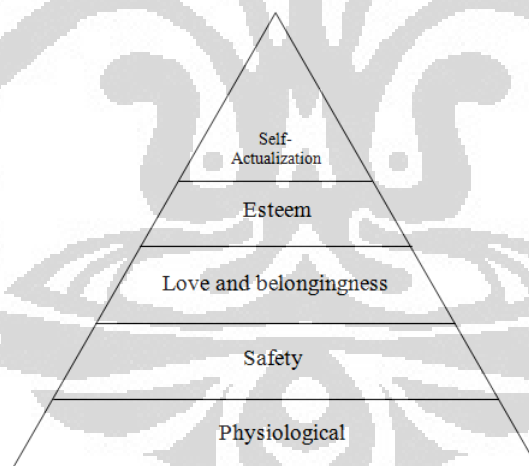 Self-
Actualization
Esteem
Love and belongingness
Safety
Physiological